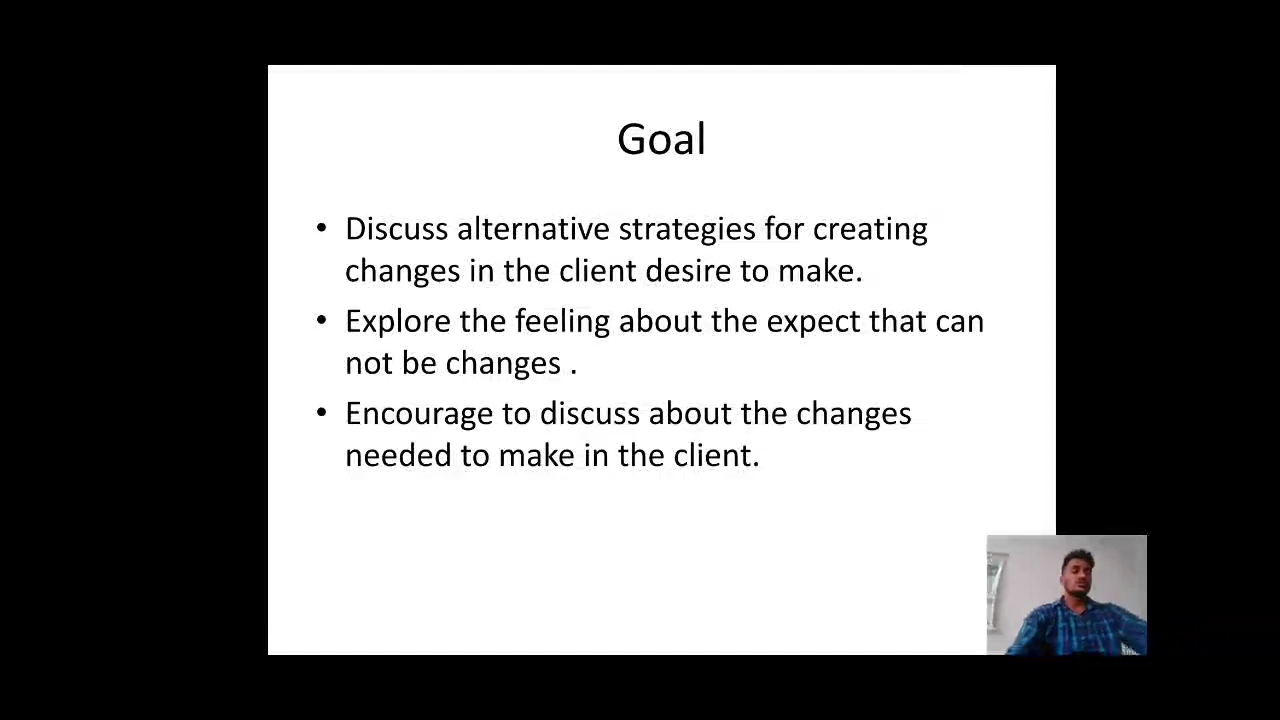 Goal
• Discuss alternative strategies for creating
changes in the client desire to make.
• Explore the feeling about the expect that can
not be changes .
• Encourage to discuss about the changes
needed to make in the client.